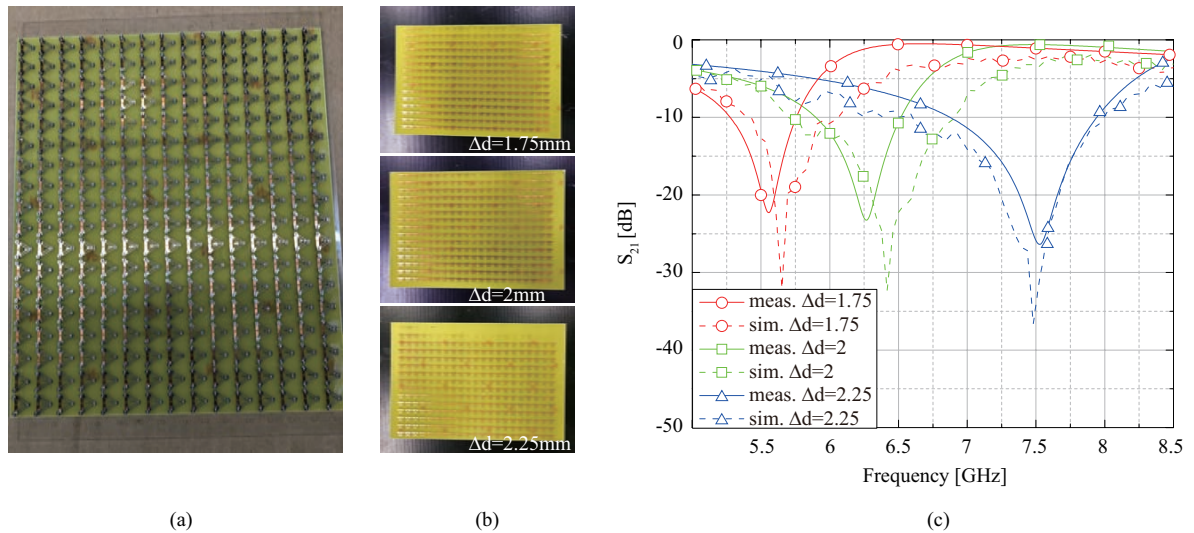 Δd=1.75mm
Δd=2mm
Δd=2.25mm
0
-10
-20
-30
-40
-50
S21 [dB]
meas. Δd=1.75
sim. Δd=1.75
meas. Δd=2
sim. Δd=2
meas. Δd=2.25
sim. Δd=2.25
5.5 6 6.5 7 7.5 8 8.5
Frequency [GHz]
(a) (b) (c)